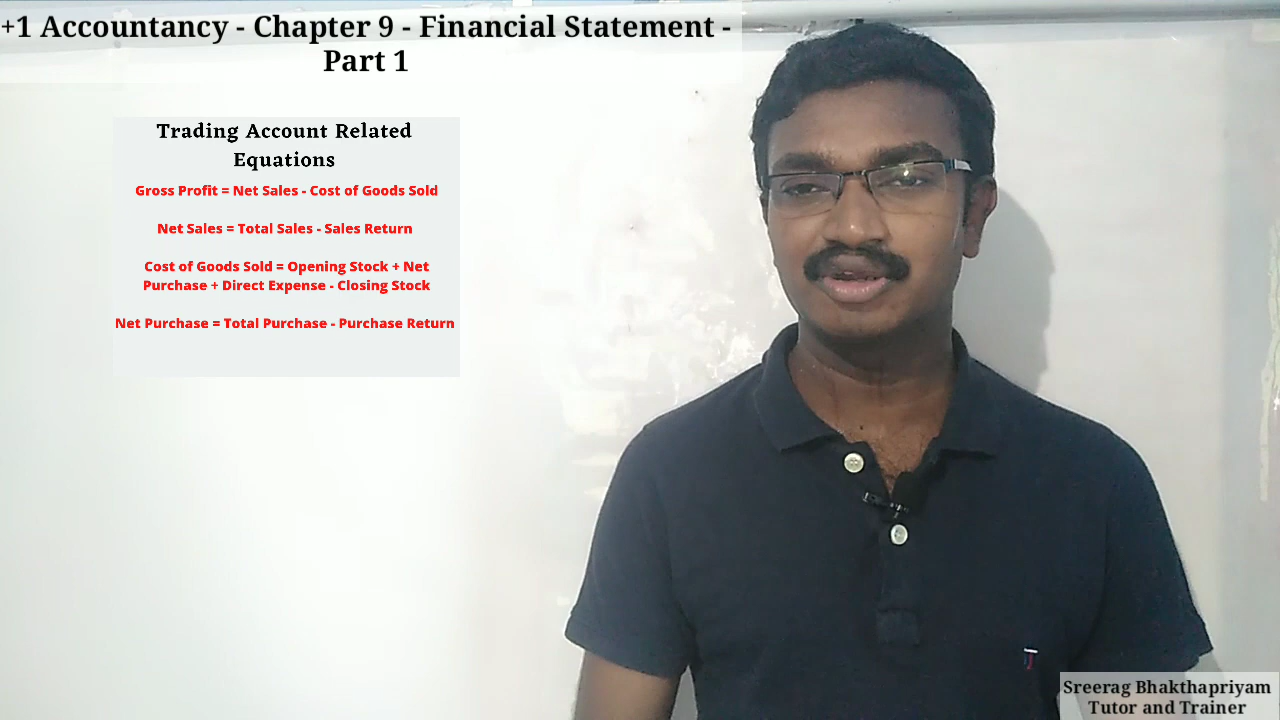 +1 Accountancy - Chapter 9 - Financial Statement -
Part 1
Trading Account Related
Equations
Gross Profit = Net Sales - Cost of Goods Sold
Net Sales = Total Sales - Sales Return
Cost of Goods Sold = Opening Stock + Net
Purchase + Direct Expense - Closing Stock
Net Purchase = Total Purchase - Purchase Return
Sreerag Bhakthapriyam
Tutor and Trainer